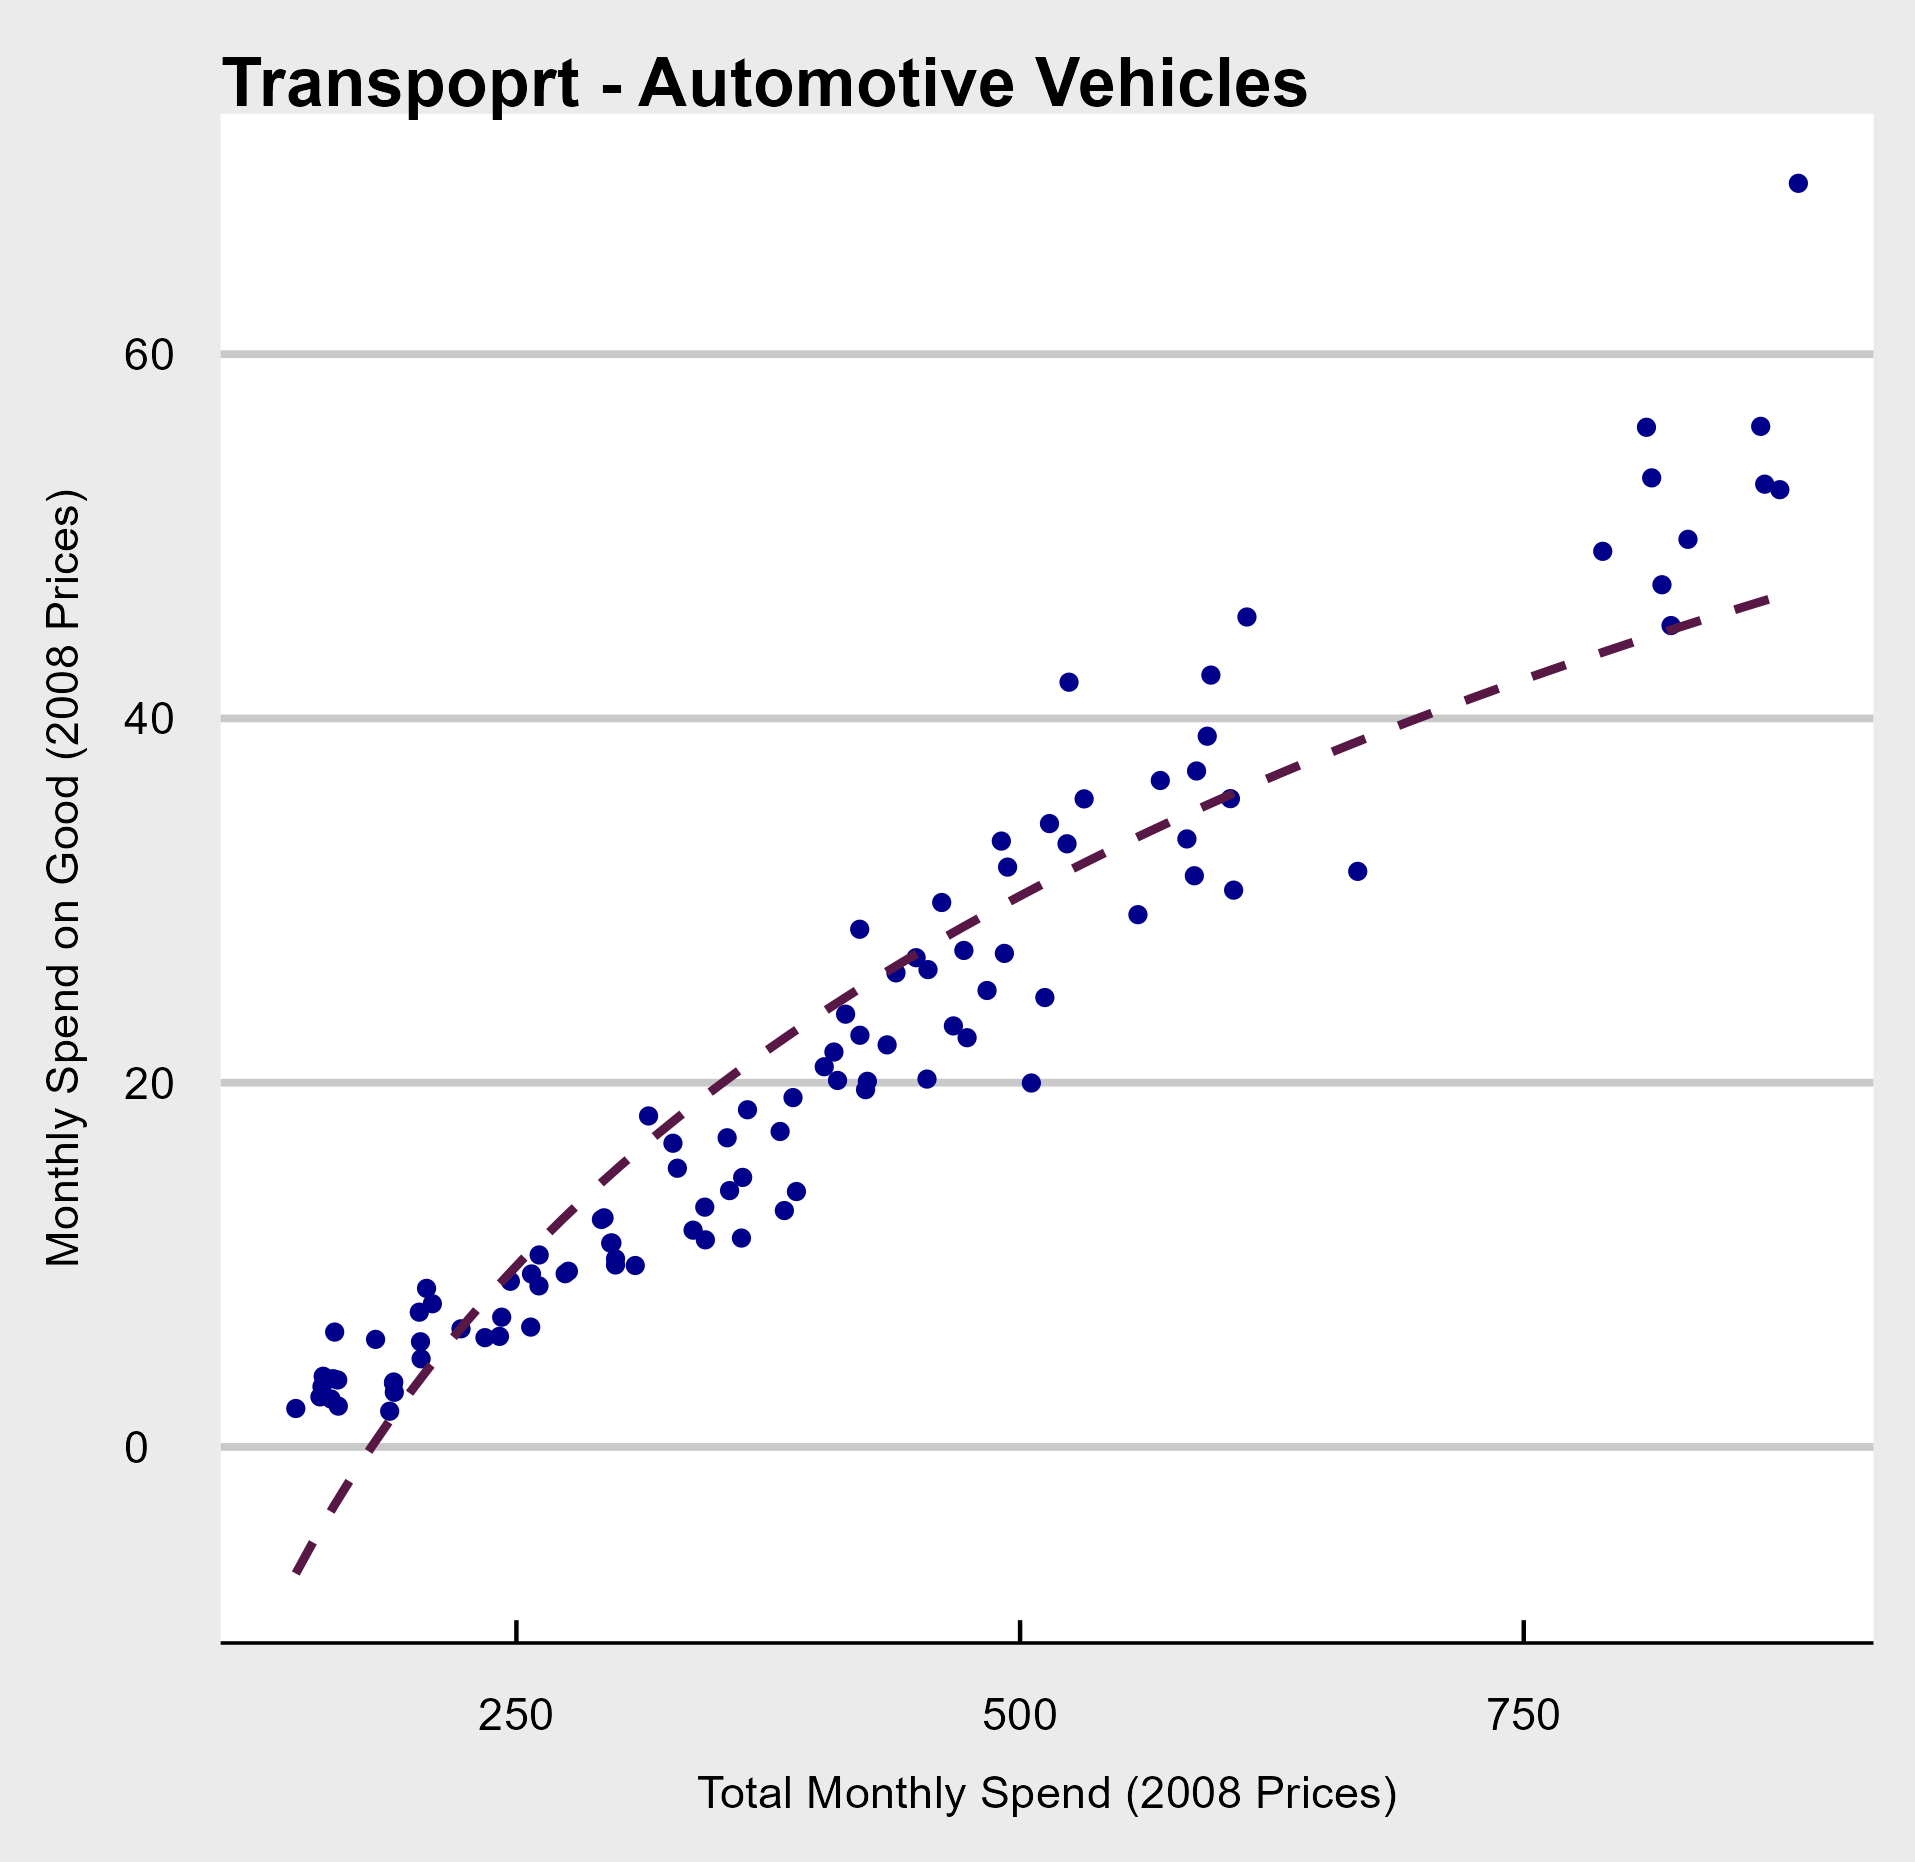 Transpoprt - Automotive Vehicles
60
40
20
0
Monthly Spend on Good (2008 Prices)
250 500 750
Total Monthly Spend (2008 Prices)